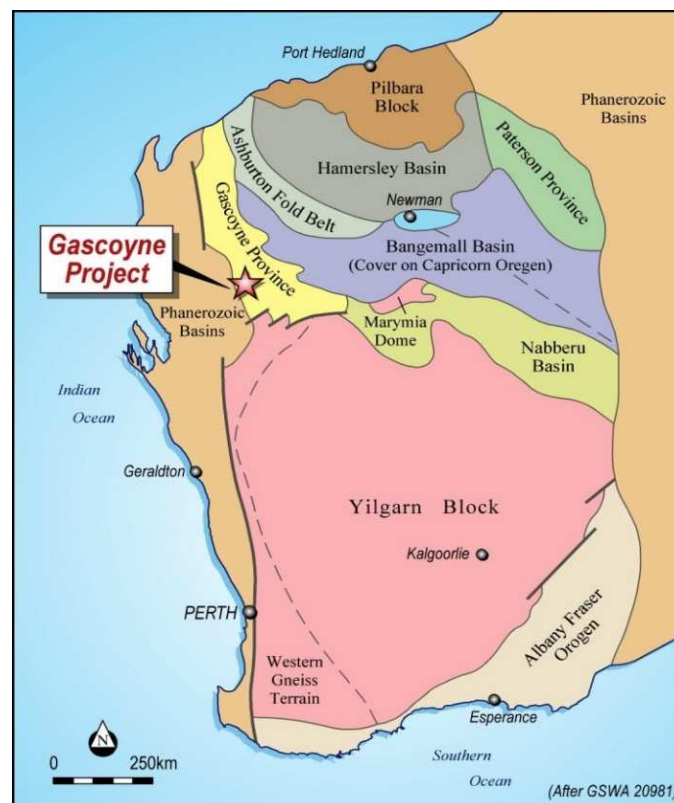 Port Hedland
Pilbara
Block
Phanerozoic
Basins
Ashburton Fold Belt
Hamersley Basin
Paterson Province
Newman
Gascoyne Province
Bangemall Basin
(Cover on Capricorn Oregen)
Gascoyne
Project
Phanerozoic
Basins
Marymia
Dome
Nabberu
Basin
Indian
Ocean
Geraldton
Yilgarn Block
Kalgoorlie
PERTH
Albany Fraser
Orogen
Western
Gneiss
Terrain
Esperance
N
0 250km
Southern
Ocean
(After GSWA 20981)